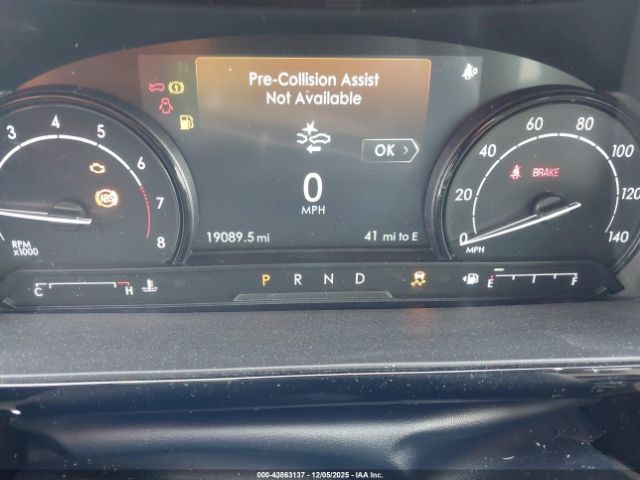 Pre-Collision Assist
Not Available
OK >
0
MPH
19089.5 mi
41 mi to E
3 4 5 6 7 8
RPM
x1000
ABS
0 20 40 60 80 100 120 140
MPH
BRAKE
C H
P R N D
E F
000-43863137 - 12/05/2025 - IAA Inc.